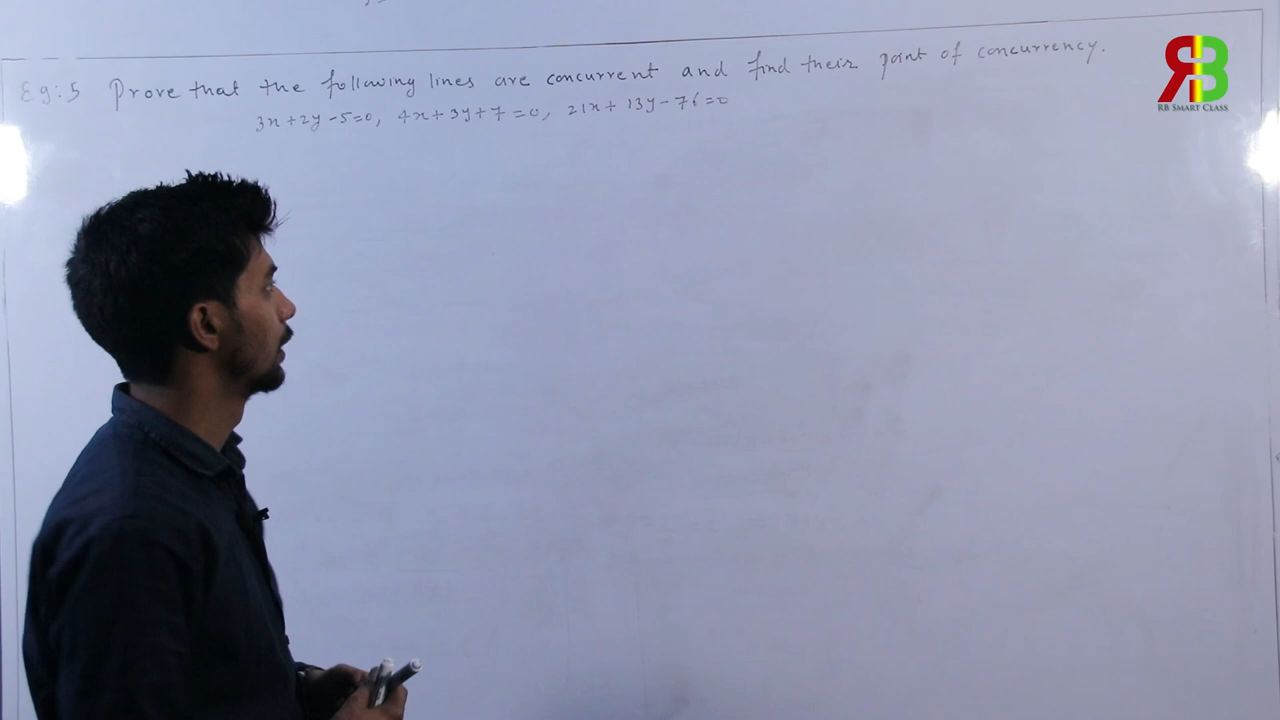 Eg:5 Prove that the following lines are concurrent and find their point of concurrency.
3x+2y-5=0, 4x+3y+7=0, 21x+13y-76=0
RB
RB SMART CLASS